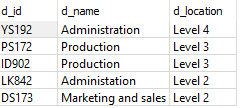 d_id d_name d_location
YS192 Administration Level 4
PS172 Production Level 3
ID902 Production Level 3
LK842 Administation Level 2
DS173 Marketing and sales Level 2